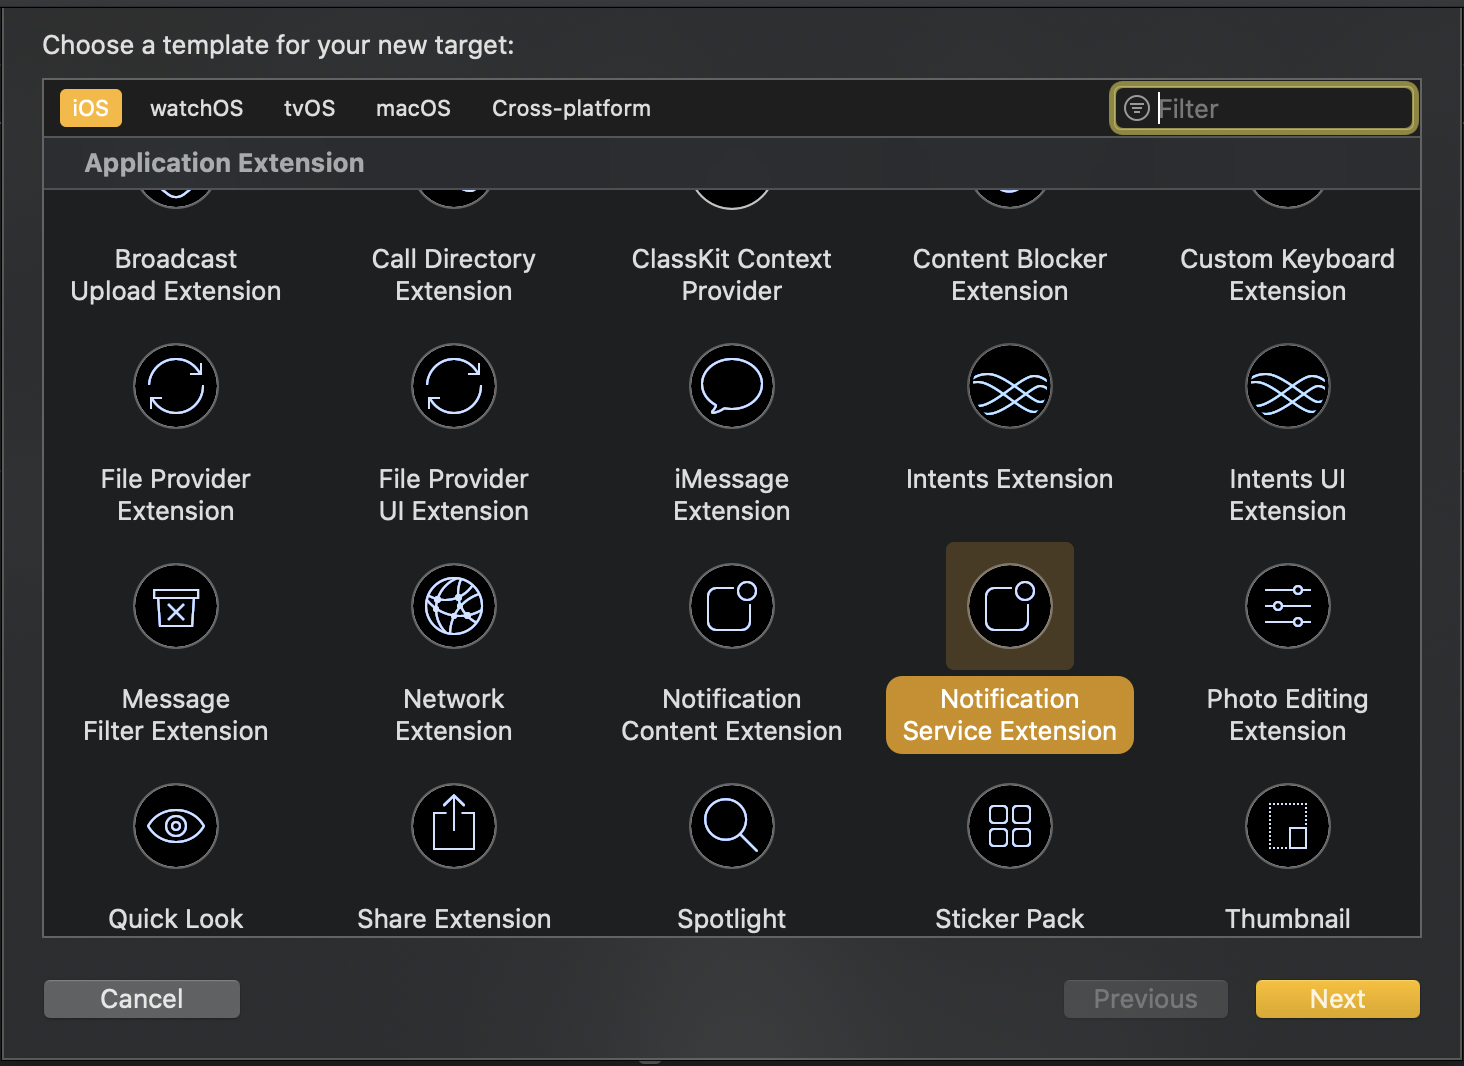 Choose a template for your new target:
iOS watchOS tvOS macOS Cross-platform Filter
Application Extension
Broadcast
Upload Extension
Call Directory
Extension
ClassKit Context
Provider
Content Blocker
Extension
Custom Keyboard
Extension
File Provider
Extension
File Provider
UI Extension
iMessage
Extension
Intents Extension
Intents UI
Extension
Message
Filter Extension
Network
Extension
Notification
Content Extension
Notification
Service Extension
Photo Editing
Extension
Quick Look
Share Extension
Spotlight
Sticker Pack
Thumbnail
Cancel Previous Next